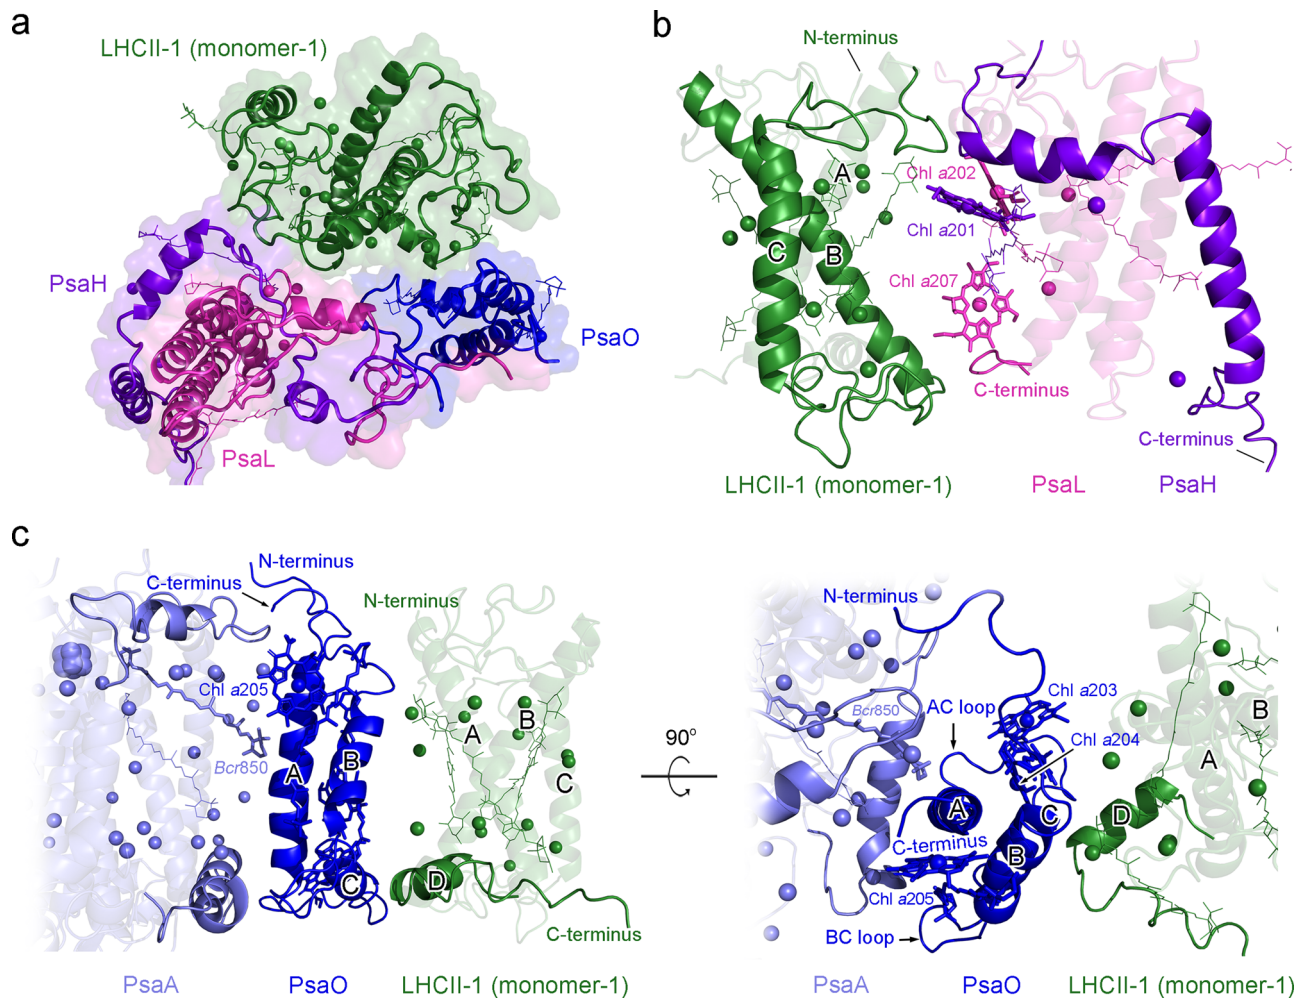 a
LHCII-1 (monomer-1)
PsaH
PsaO
PsaL
b
N-terminus
A
Chl a202
Chl a201
C
B
Chl a207
C-terminus
C-terminus
LHCII-1 (monomer-1)
PsaL
PsaH
c
N-terminus
C-terminus
N-terminus
Chl a205
A
B
Bcr850
A
B
C
C
D
C-terminus
PsaA
PsaO
LHCII-1 (monomer-1)
90°
N-terminus
Chl a203
Bcr850
AC loop
Chl a204
B
A
A
C
D
C-terminus
B
Chl a205
BC loop
PsaA
PsaO
LHCII-1 (monomer-1)